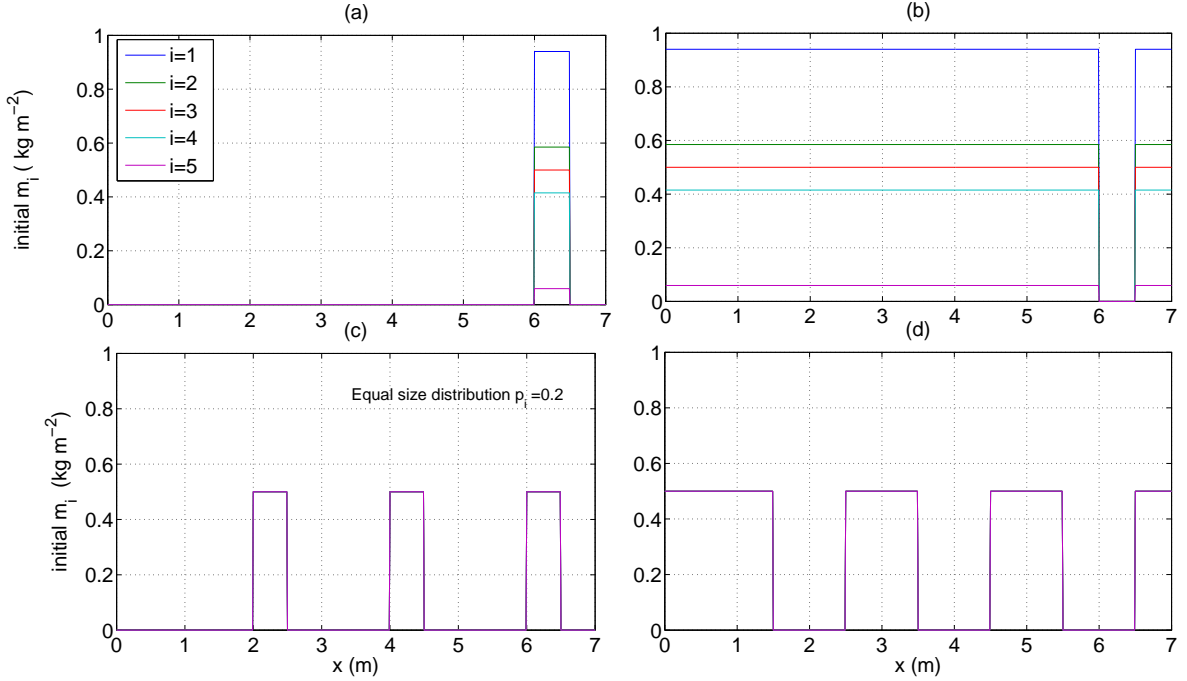 (a)
initial m_i ( kg m^−2)
1
0.8
0.6
0.4
0.2
0
i=1
i=2
i=3
i=4
i=5
0 1 2 3 4 5 6 7
(b)
1
0.8
0.6
0.4
0.2
0
0 1 2 3 4 5 6 7
(c)
initial m_i (kg m^−2)
1
0.8
0.6
0.4
0.2
0
Equal size distribution p_i =0.2
0 1 2 3 4 5 6 7
x (m)
(d)
1
0.8
0.6
0.4
0.2
0
0 1 2 3 4 5 6 7
x (m)